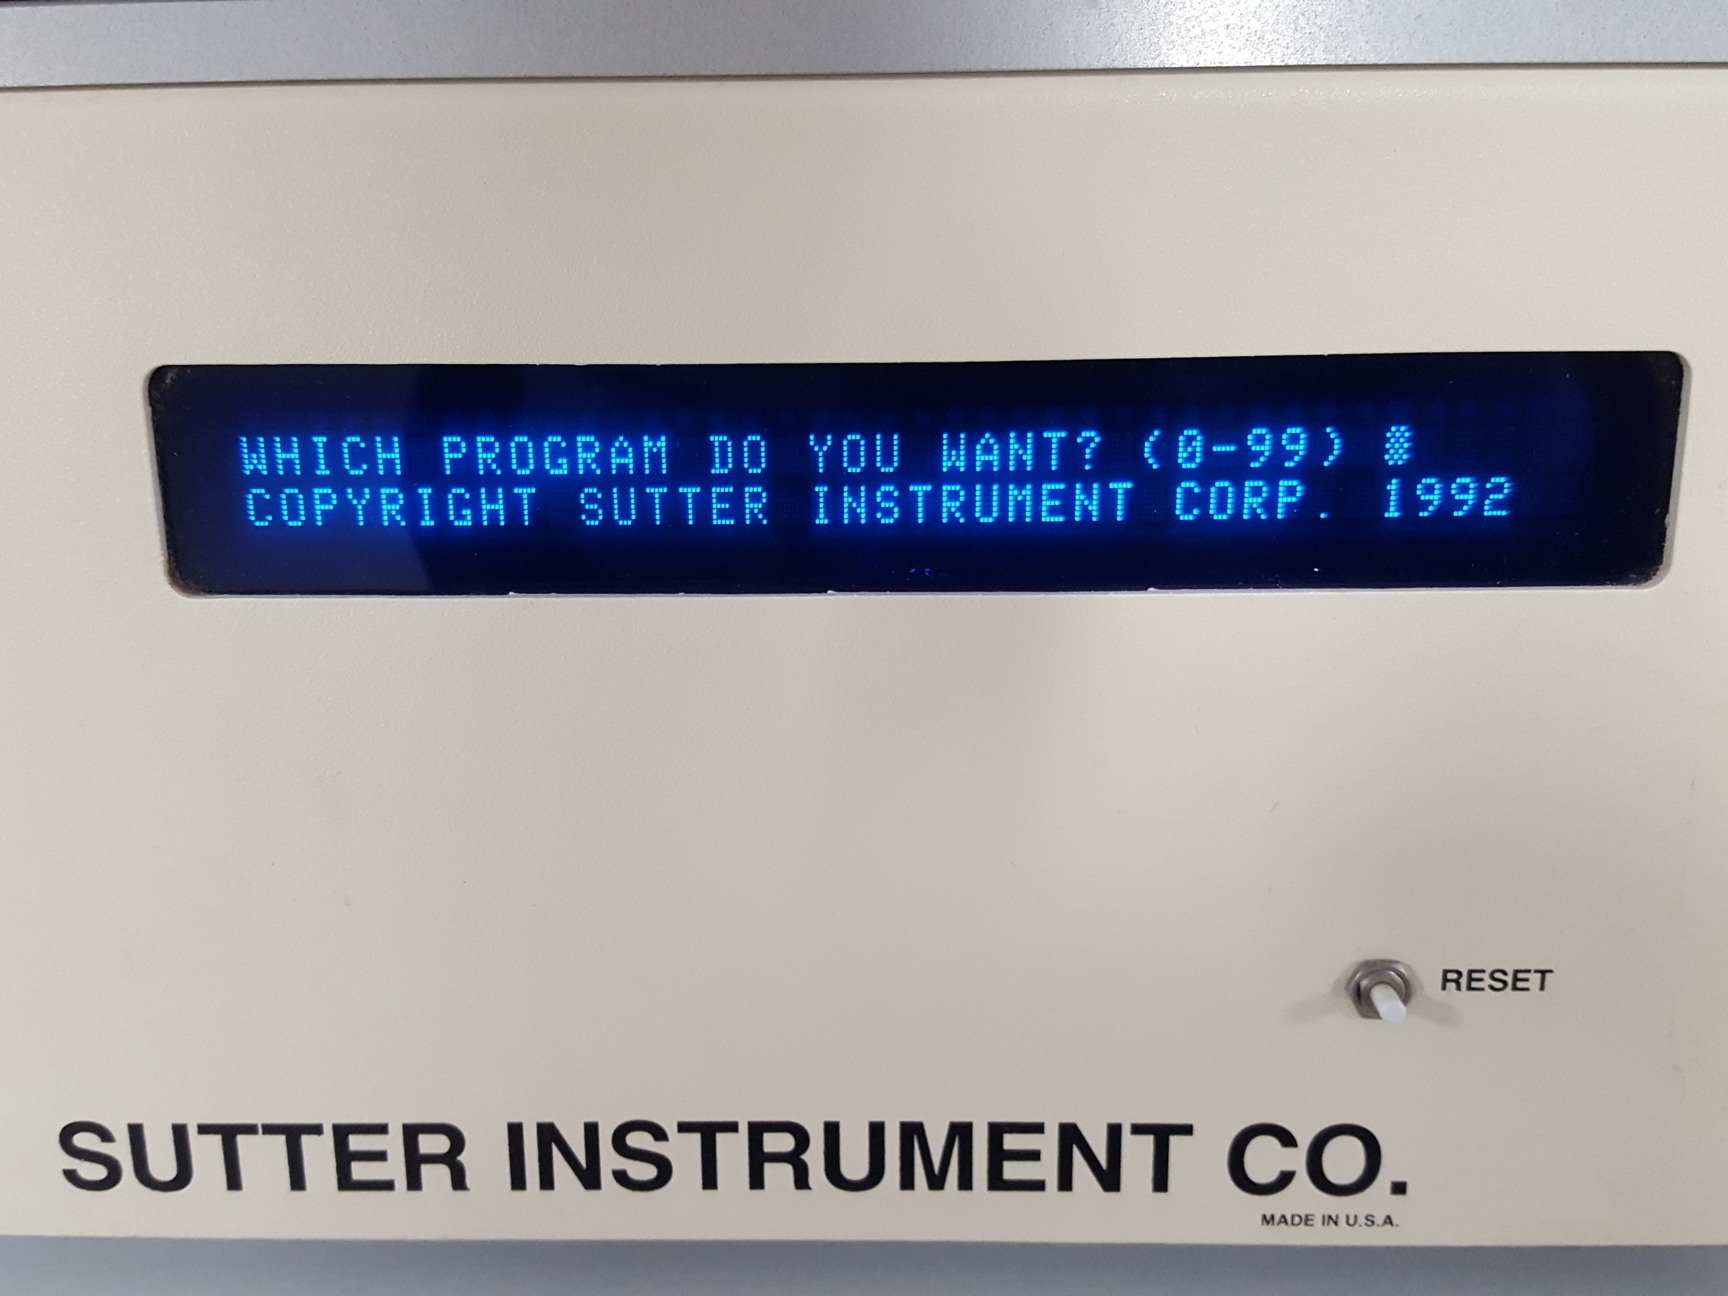 WHICH PROGRAM DO YOU WANT? (0-99)
COPYRIGHT SUTTER INSTRUMENT CORP. 1992
RESET
SUTTER INSTRUMENT CO.
MADE IN U.S.A.